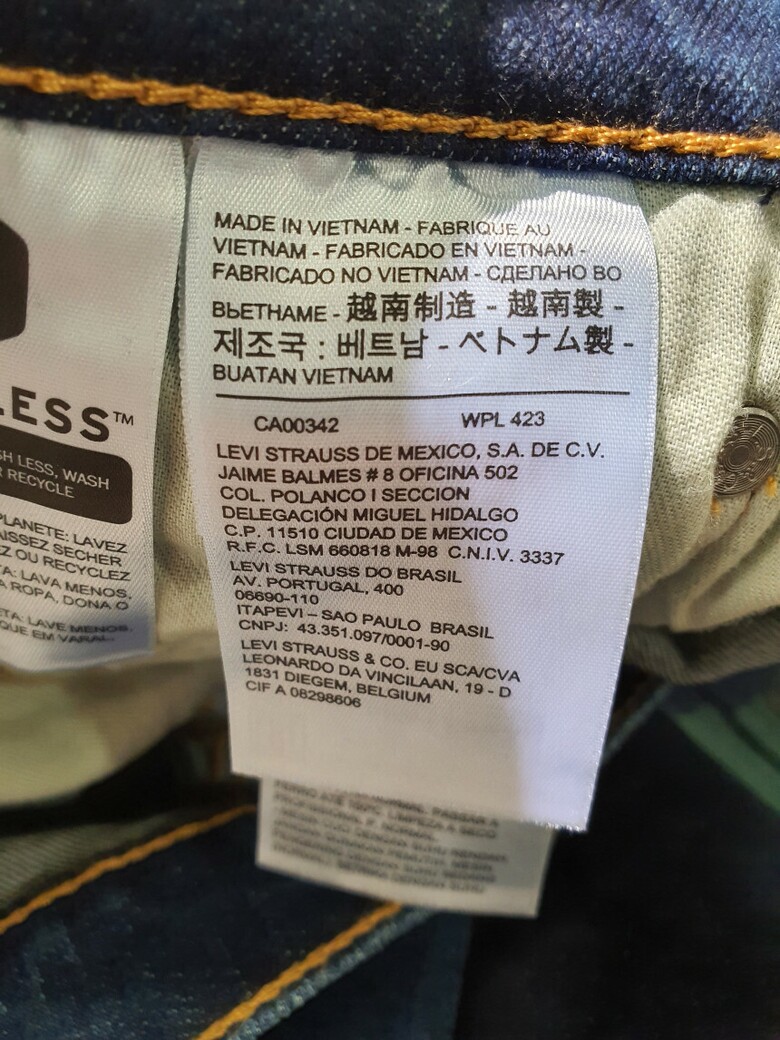 MADE IN VIETNAM - FABRIQUE AU
VIETNAM - FABRICADO EN VIETNAM -
FABRICADO NO VIETNAM - СДЕЛАНО ВО
ВЬЕТНАМЕ - 越南制造 - 越南製 -
제조국 : 베트남 - ベトナム製 -
BUATAN VIETNAM
CA00342 WPL 423
LEVI STRAUSS DE MEXICO, S.A. DE C.V.
JAIME BALMES # 8 OFICINA 502
COL. POLANCO I SECCION
DELEGACIÓN MIGUEL HIDALGO
C.P. 11510 CIUDAD DE MEXICO
R.F.C. LSM 660818 M-98 C.N.I.V. 3337
LEVI STRAUSS DO BRASIL
AV. PORTUGAL, 400
06690-110
ITAPEVI – SAO PAULO BRASIL
CNPJ: 43.351.097/0001-90
LEVI STRAUSS & CO. EU SCA/CVA
LEONARDO DA VINCILAAN, 19 - D
1831 DIEGEM, BELGIUM
CIF A 08298606
LESS™
LESS, WASH
RECYCLE
PLANETE: LAVEZ
SECHER
OU RECYCLEZ
LAVA MENOS,
ROPA, DONA O
LAVE MENOS.
QUE EM VARAL.